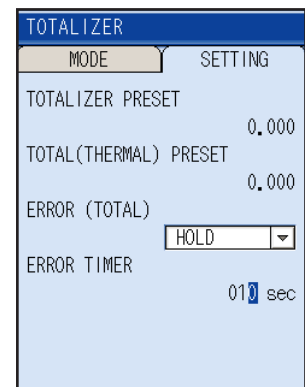 TOTALIZER
MODE SETTING
TOTALIZER PRESET
0.000
TOTAL(THERMAL) PRESET
0.000
ERROR (TOTAL)
HOLD
ERROR TIMER
010 sec